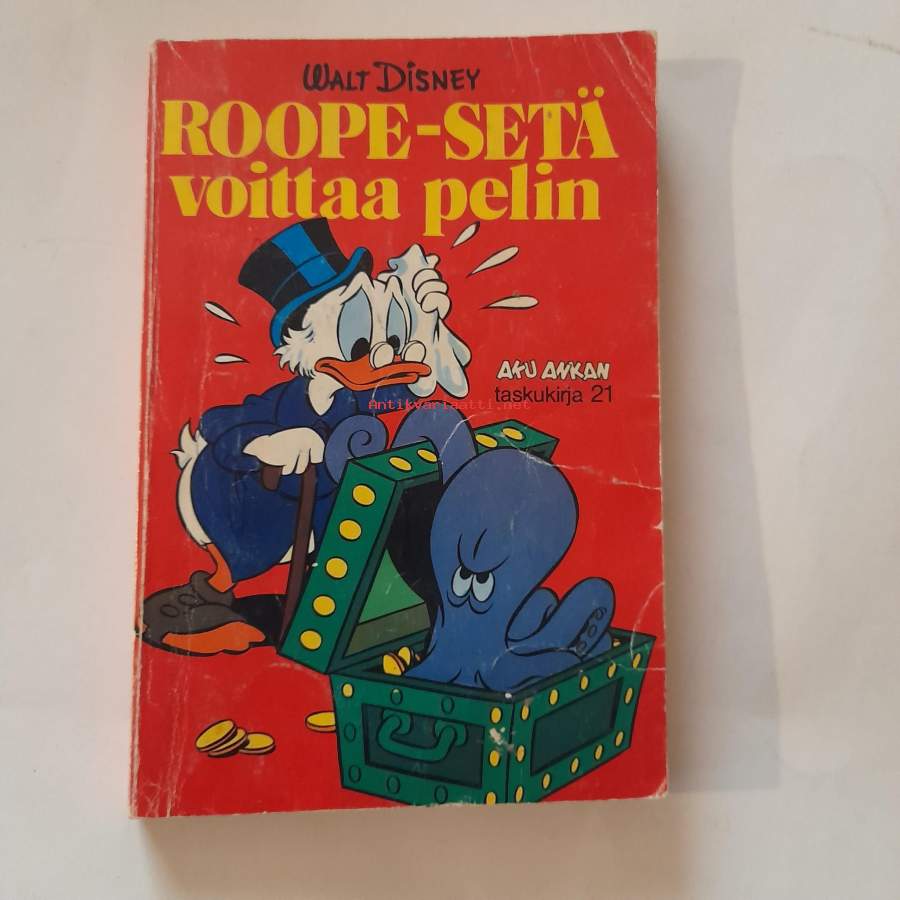 WALT DISNEY
ROOPE-SETÄ
voittaa pelin
AKU ANKAN
taskukirja 21
Antikvariaatti.net